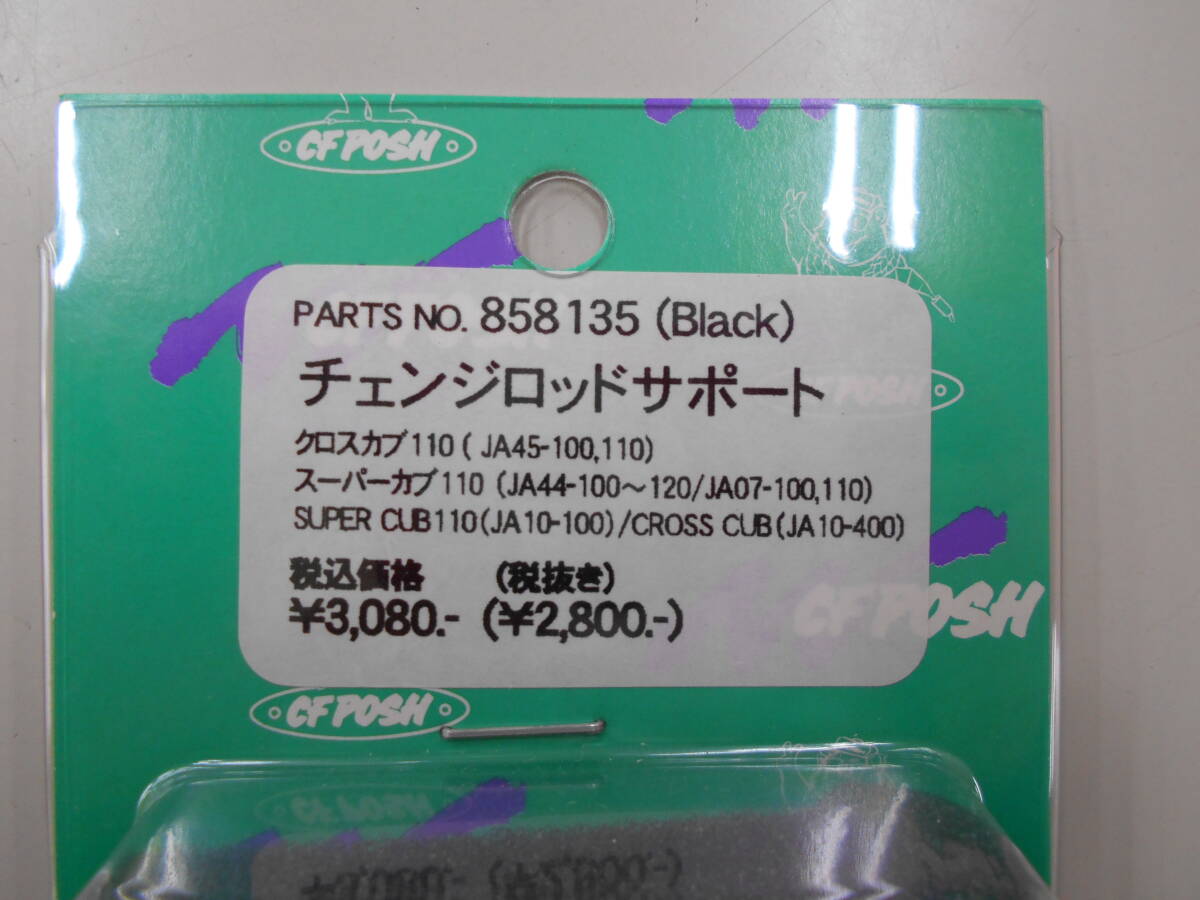 CF POSH
PARTS NO. 858135 (Black)
チェンジロッドサポート
クロスカブ110 ( JA45-100,110)
スーパーカブ110 (JA44-100～120/JA07-100,110)
SUPER CUB110(JA10-100)/CROSS CUB(JA10-400)
税込価格 (税抜き)
¥3,080.- (¥2,800.-)
CF POSH
CF POSH
CF POSH